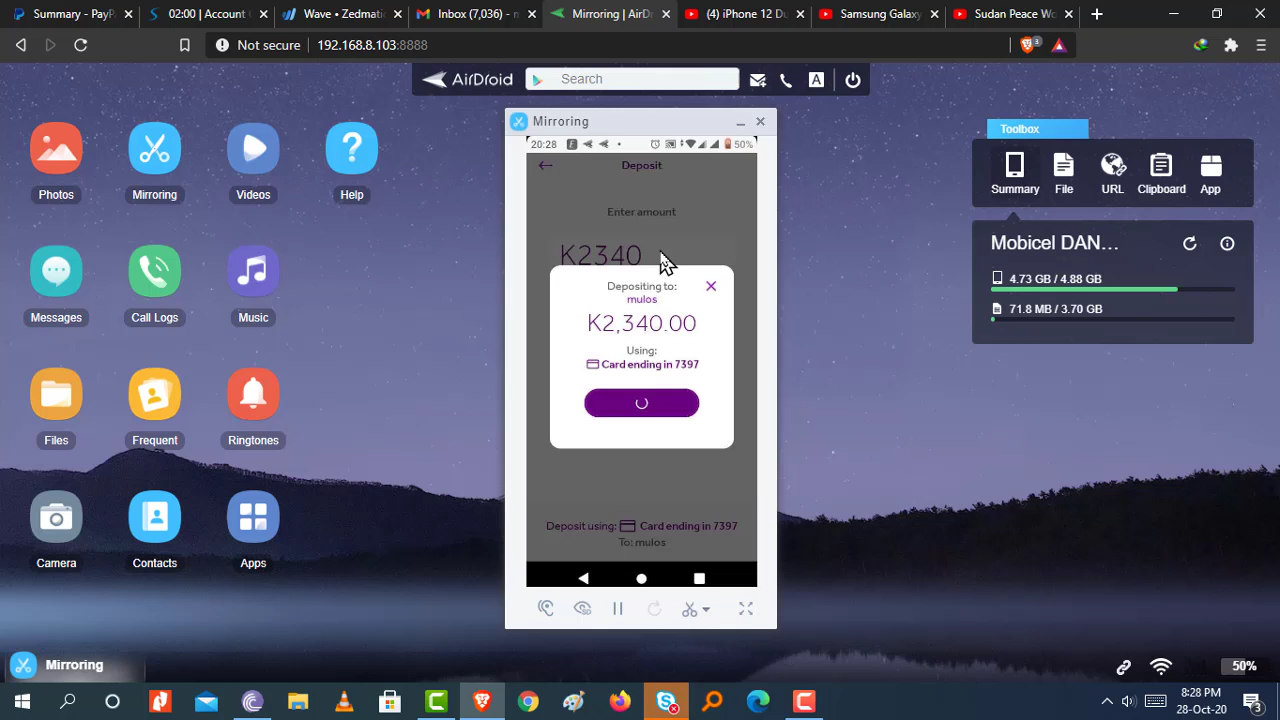 Summary - PayP
02:00 | Account
Wave • Zedmatic
Inbox (7,036) - m
Mirroring | AirD
(4) iPhone 12 Du
Samsung Galaxy
Sudan Peace Wo
Not secure
192.168.8.103:8888
3
AirDroid
Search
A
Photos
Mirroring
Videos
Help
Messages
Call Logs
Music
Files
Frequent
Ringtones
Camera
Contacts
Apps
Mirroring
20:28
50%
Deposit
Enter amount
K2340
Depositing to:
mulos
K2,340.00
Using:
Card ending in 7397
Deposit using: Card ending in 7397
To: mulos
Toolbox
Summary
File
URL
Clipboard
App
Mobicel DAN...
4.73 GB / 4.88 GB
71.8 MB / 3.70 GB
Mirroring
50%
8:28 PM
28-Oct-20
3